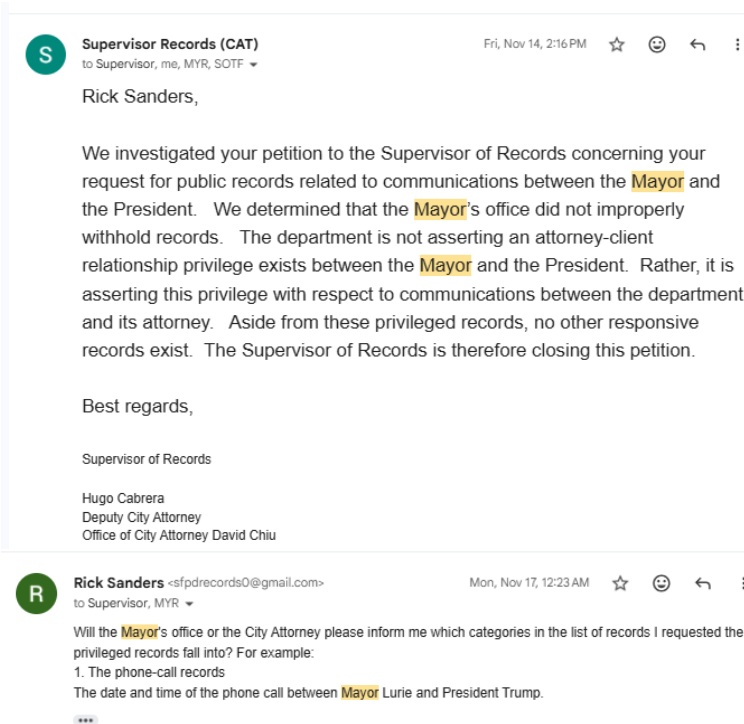 S
Supervisor Records (CAT)
Fri, Nov 14, 2:16 PM
to Supervisor, me, MYR, SOTF
Rick Sanders,
We investigated your petition to the Supervisor of Records concerning your
request for public records related to communications between the Mayor and
the President.   We determined that the Mayor's office did not improperly
withhold records.   The department is not asserting an attorney-client
relationship privilege exists between the Mayor and the President.  Rather, it is
asserting this privilege with respect to communications between the department
and its attorney.   Aside from these privileged records, no other responsive
records exist.  The Supervisor of Records is therefore closing this petition.
Best regards,
Supervisor of Records
Hugo Cabrera
Deputy City Attorney
Office of City Attorney David Chiu
R
Rick Sanders <sfpdrecords0@gmail.com>
Mon, Nov 17, 12:23 AM
to Supervisor, MYR
Will the Mayor's office or the City Attorney please inform me which categories in the list of records I requested the
privileged records fall into? For example:
1. The phone-call records
The date and time of the phone call between Mayor Lurie and President Trump.